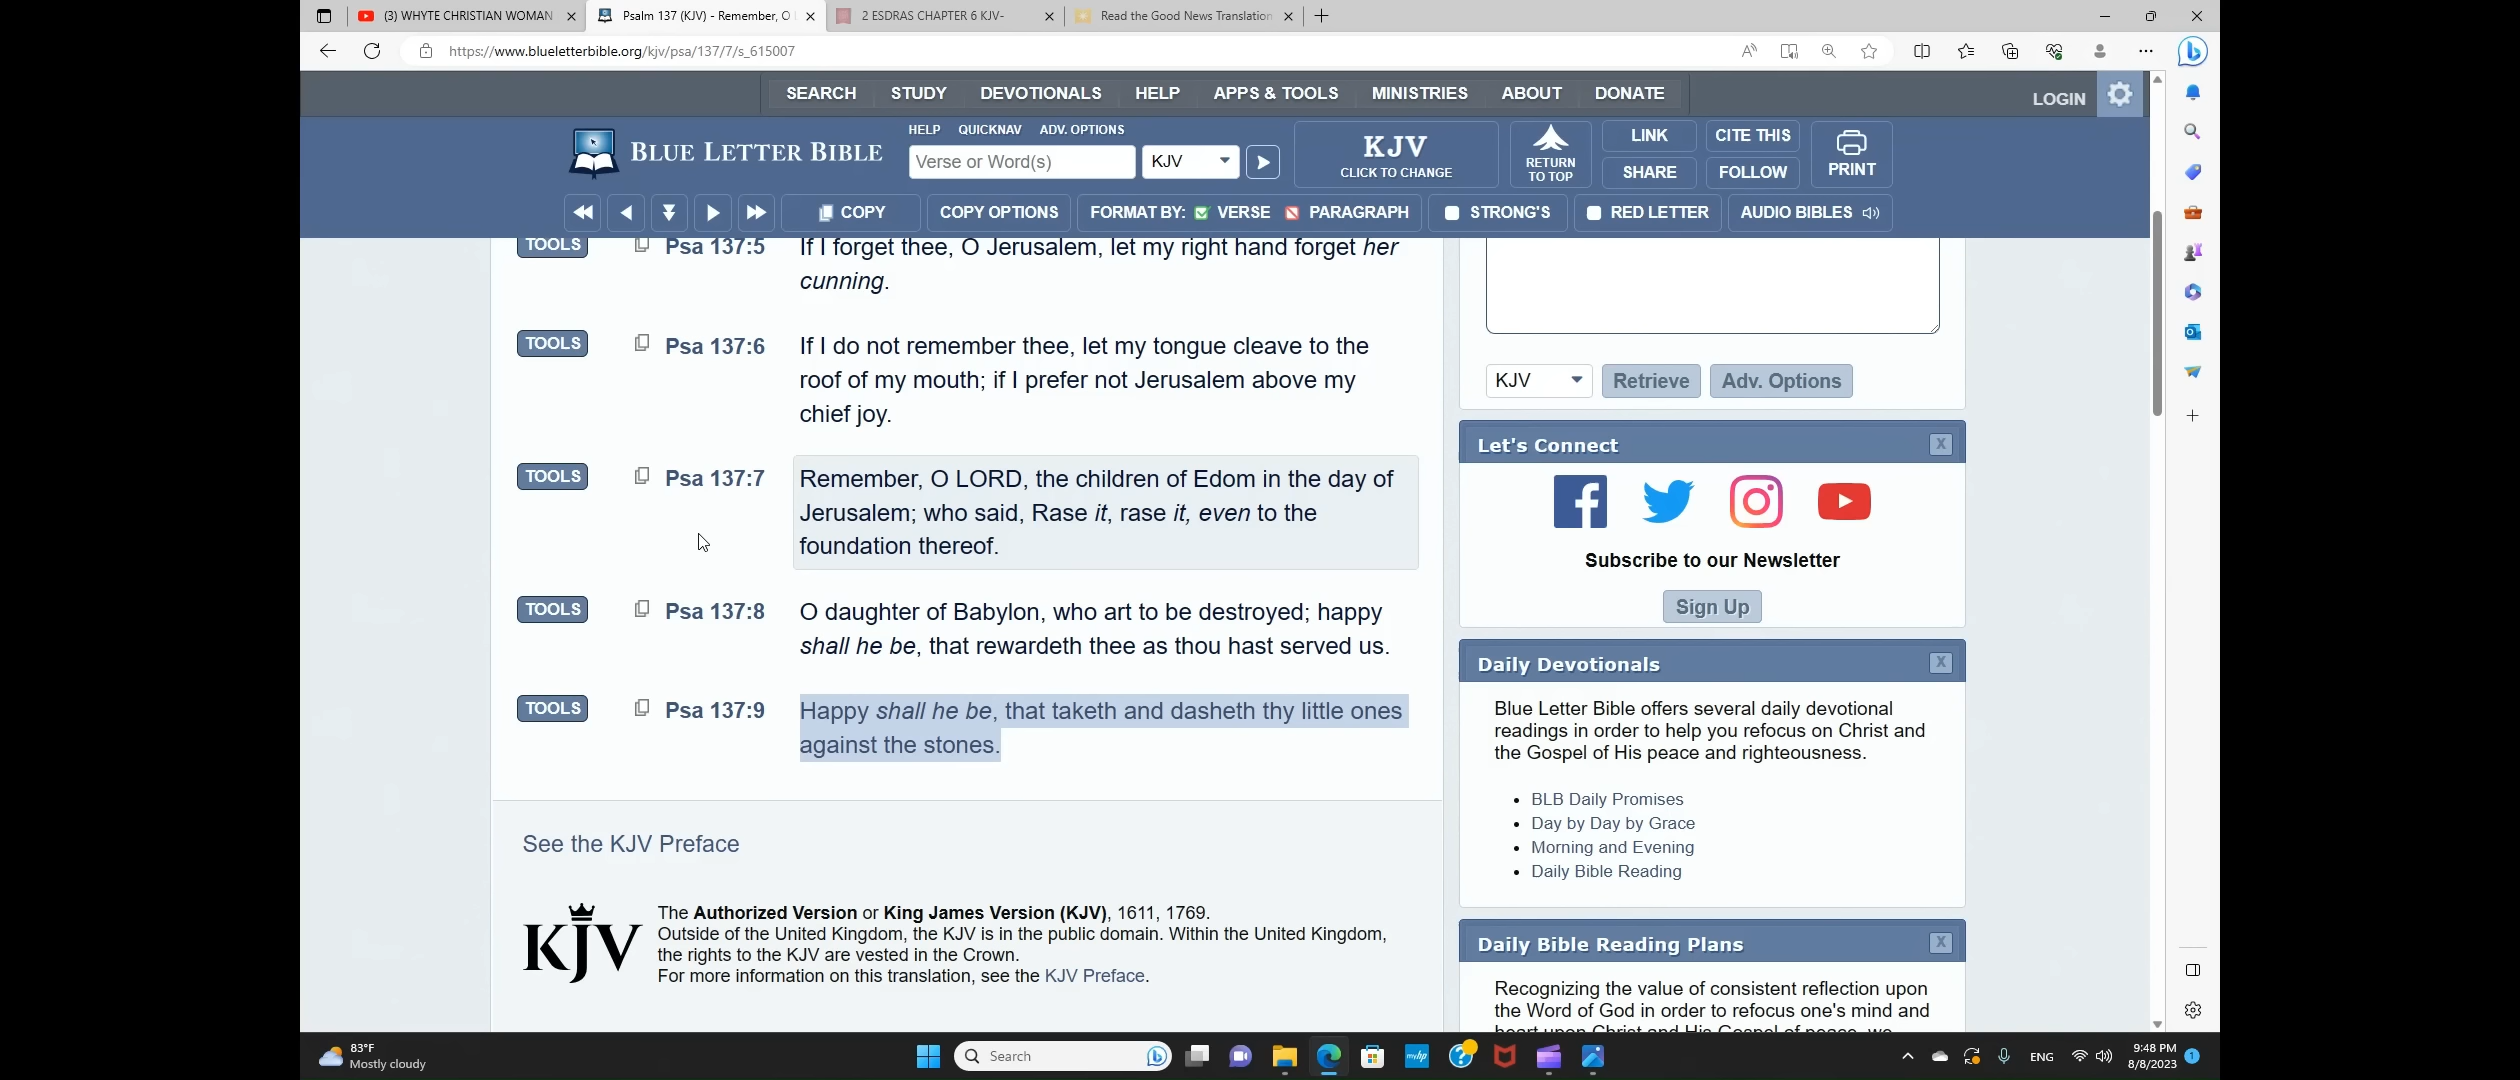 (3) WHYTE CHRISTIAN WOMAN
Psalm 137 (KJV) - Remember, O
2 ESDRAS CHAPTER 6 KJV-
Read the Good News Translation
https://www.blueletterbible.org/kjv/psa/137/7/s_615007
SEARCH STUDY DEVOTIONALS HELP APPS & TOOLS MINISTRIES ABOUT DONATE
LOGIN
BLUE LETTER BIBLE
HELP QUICKNAV ADV. OPTIONS
Verse or Word(s)
KJV
KJV
CLICK TO CHANGE
RETURN
TO TOP
LINK
CITE THIS
SHARE
FOLLOW
PRINT
COPY
COPY OPTIONS
FORMAT BY: VERSE PARAGRAPH
STRONG'S
RED LETTER
AUDIO BIBLES
TOOLS Psa 137:5 If I forget thee, O Jerusalem, let my right hand forget her
cunning.
TOOLS Psa 137:6 If I do not remember thee, let my tongue cleave to the
roof of my mouth; if I prefer not Jerusalem above my
chief joy.
TOOLS Psa 137:7 Remember, O LORD, the children of Edom in the day of
Jerusalem; who said, Rase it, rase it, even to the
foundation thereof.
TOOLS Psa 137:8 O daughter of Babylon, who art to be destroyed; happy
shall he be, that rewardeth thee as thou hast served us.
TOOLS Psa 137:9 Happy shall he be, that taketh and dasheth thy little ones
against the stones.
See the KJV Preface
KJV
The Authorized Version or King James Version (KJV), 1611, 1769.
Outside of the United Kingdom, the KJV is in the public domain. Within the United Kingdom,
the rights to the KJV are vested in the Crown.
For more information on this translation, see the KJV Preface.
KJV Retrieve Adv. Options
Let's Connect X
Subscribe to our Newsletter
Sign Up
Daily Devotionals X
Blue Letter Bible offers several daily devotional
readings in order to help you refocus on Christ and
the Gospel of His peace and righteousness.
BLB Daily Promises
Day by Day by Grace
Morning and Evening
Daily Bible Reading
Daily Bible Reading Plans X
Recognizing the value of consistent reflection upon
the Word of God in order to refocus one's mind and
heart upon Christ and His Gospel of peace, we
83°F
Mostly cloudy
Search
myhp
ENG
9:48 PM
8/8/2023
1